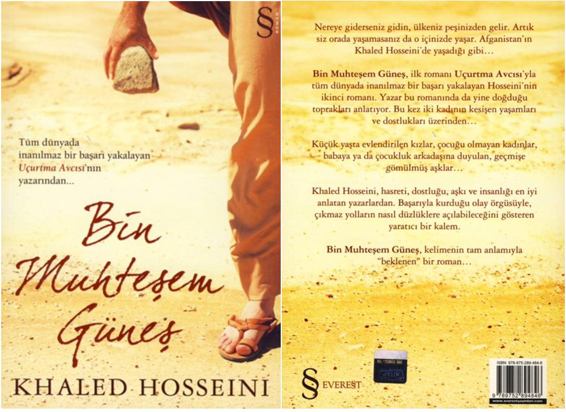 EVEREST
Tüm dünyada
inanılmaz bir başarı yakalayan
Uçurtma Avcısı'nın
yazarından...
Bin
Muhteşem
Güneş
KHALED HOSSEINI
Nereye giderseniz gidin, ülkeniz peşinizden gelir. Artık
siz orada yaşamasanız da o içinizde yaşar. Afganistan'ın
Khaled Hosseini'de yaşadığı gibi…
Bin Muhteşem Güneş, ilk romanı Uçurtma Avcısı'yla
tüm dünyada inanılmaz bir başarı yakalayan Hosseini'nin
ikinci romanı. Yazar bu romanında da yine doğduğu
toprakları anlatıyor. Bu kez iki kadının kesişen yaşamları
ve dostlukları üzerinden…
Küçük yaşta evlendirilen kızlar, çocuğu olmayan kadınlar,
babaya ya da çocukluk arkadaşına duyulan, geçmişe
gömülmüş aşklar…
Khaled Hosseini, hasreti, dostluğu, aşkı ve insanlığı en iyi
anlatan yazarlardan. Başarıyla kurduğu olay örgüsüyle,
çıkmaz yolların nasıl düzlüklere açılabileceğini gösteren
yaratıcı bir kalem.
Bin Muhteşem Güneş, kelimenin tam anlamıyla
"beklenen" bir roman…
EVEREST